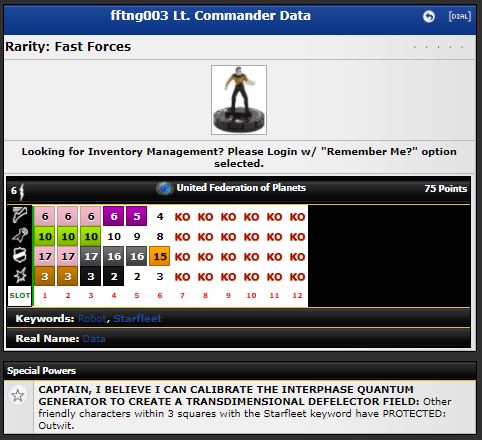 fftng003 Lt. Commander Data
[DIAL]
Rarity: Fast Forces
Looking for Inventory Management? Please Login w/ "Remember Me?" option
selected.
6 United Federation of Planets 75 Points
6 6 6 6 5 4 KO KO KO KO KO KO
10 10 10 10 9 8 KO KO KO KO KO KO
17 17 17 16 16 15 KO KO KO KO KO KO
3 3 3 2 2 3 KO KO KO KO KO KO
SLOT 1 2 3 4 5 6 7 8 9 10 11 12
Keywords: Robot, Starfleet
Real Name: Data
Special Powers
CAPTAIN, I BELIEVE I CAN CALIBRATE THE INTERPHASE QUANTUM
GENERATOR TO CREATE A TRANSDIMENSIONAL DEFELECTOR FIELD: Other
friendly characters within 3 squares with the Starfleet keyword have PROTECTED:
Outwit.